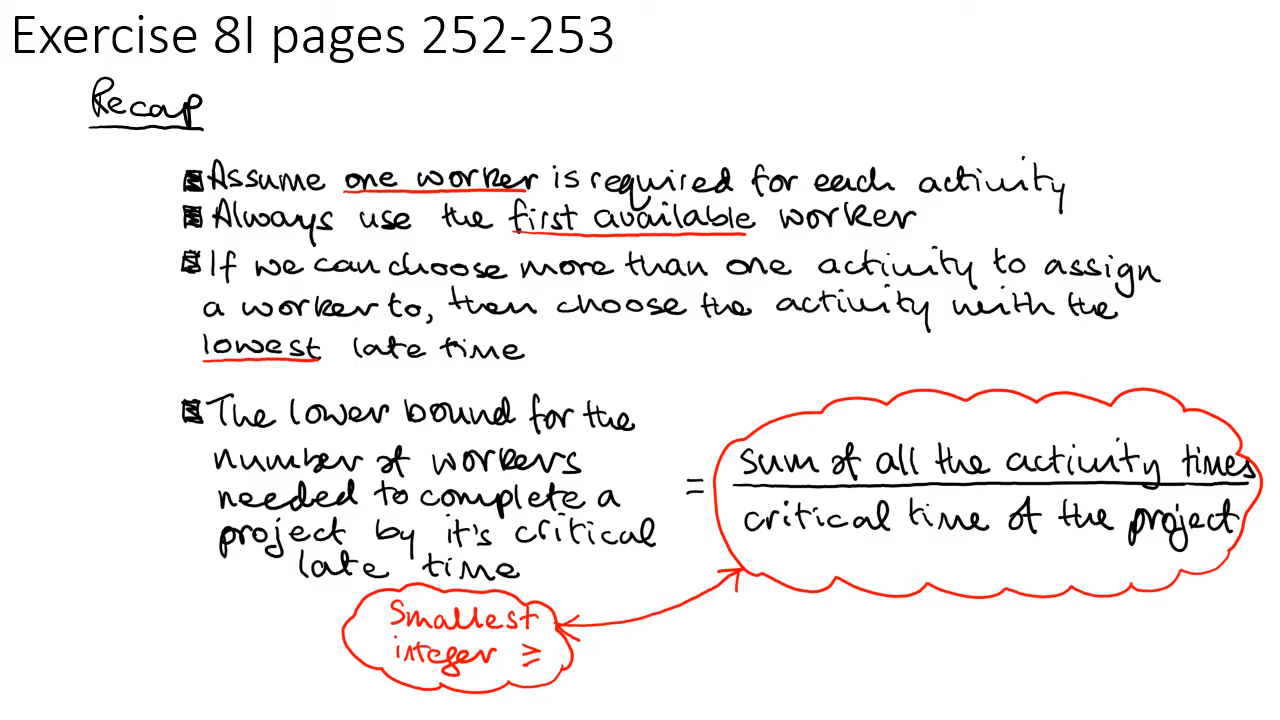 Exercise 8I pages 252-253
Recap
Assume one worker is required for each activity
Always use the first available worker
If we can choose more than one activity to assign
a worker to, then choose the activity with the
lowest late time
The lower bound for the
number of workers
needed to complete a
project by it's critical
late time
= sum of all the activity times
critical time of the project
Smallest
integer ≥